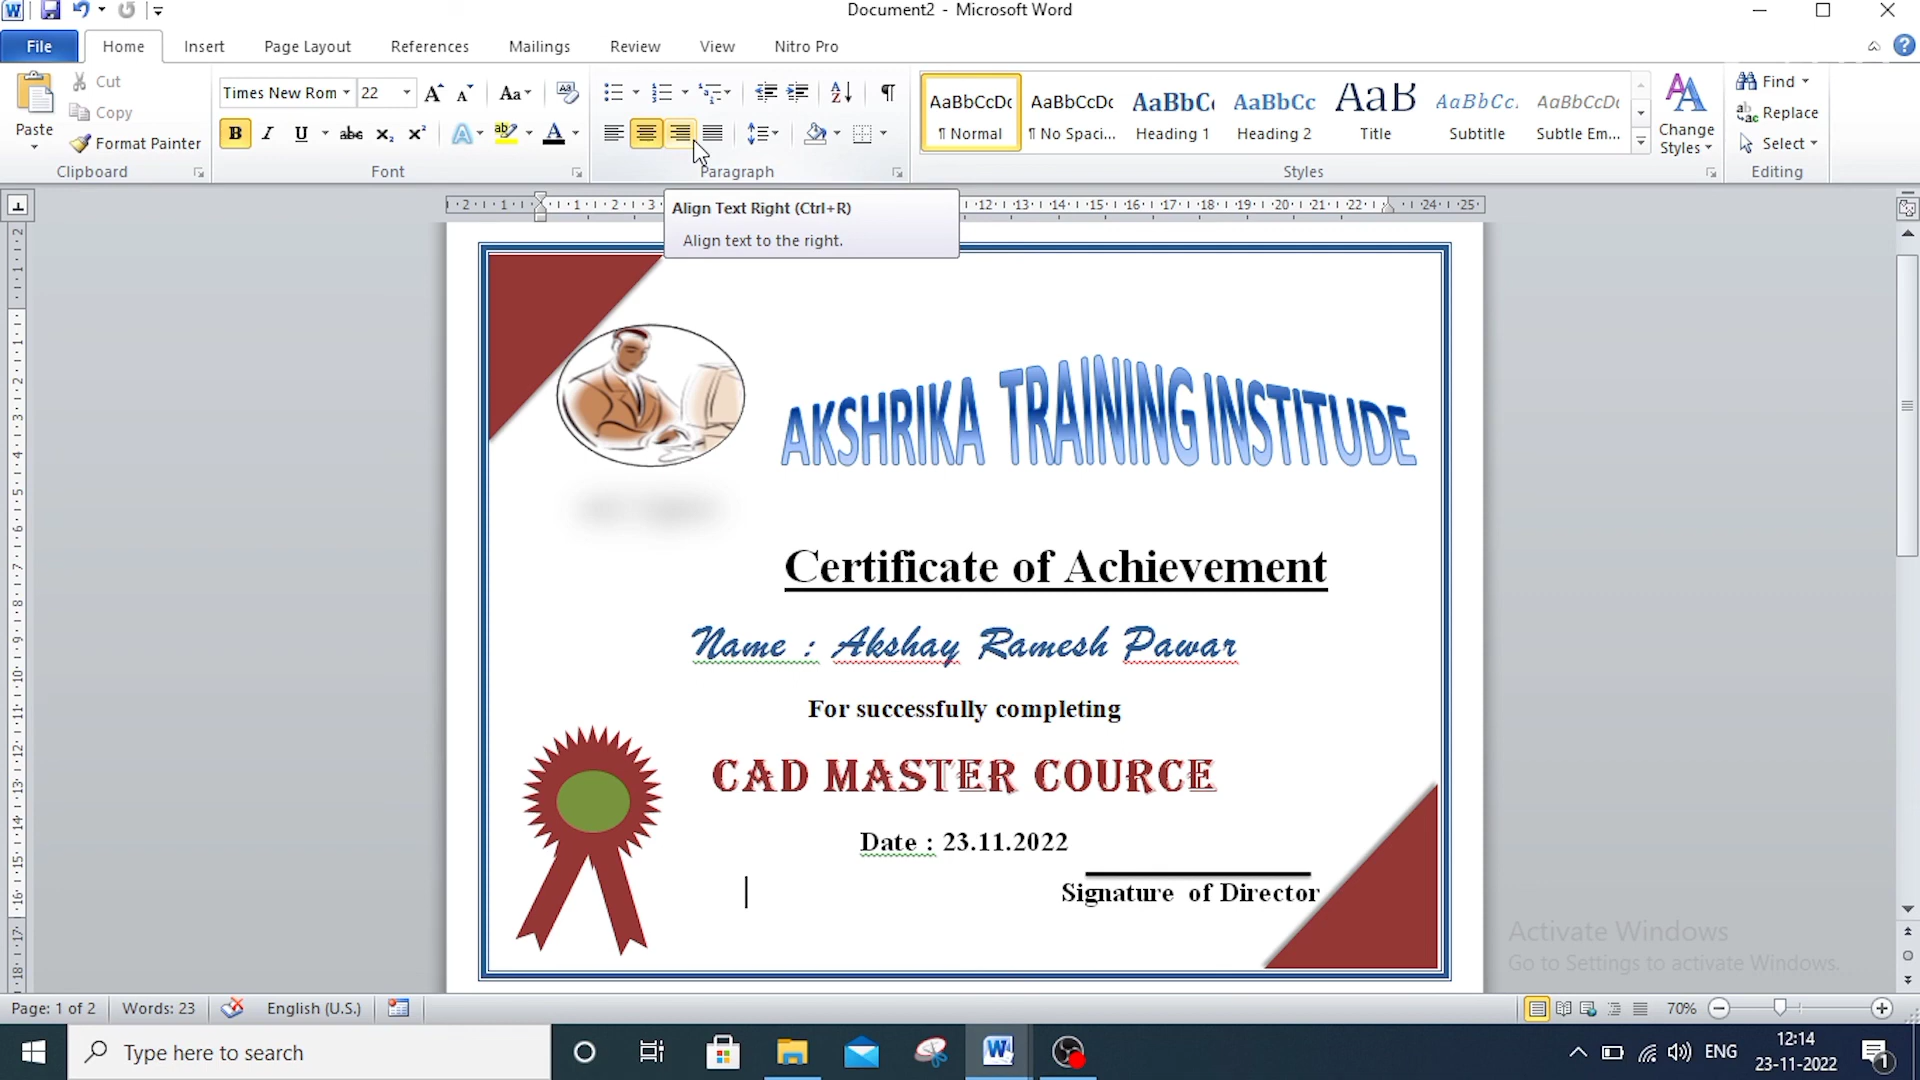 Document2 - Microsoft Word
File Home Insert Page Layout References Mailings Review View Nitro Pro
Paste
Cut
Copy
Format Painter
Clipboard
Times New Rom 22
Font
Paragraph
AaBbCcDc AaBbCcDc AaBbC AaBbCc AaB AaBbCc. AaBbCcDc
¶ Normal ¶ No Spaci... Heading 1 Heading 2 Title Subtitle Subtle Em...
Change Styles
Styles
Find
Replace
Select
Editing
Align Text Right (Ctrl+R)
Align text to the right.
AKSHRIKA TRAINING INSTITUDE
Certificate of Achievement
Name : Akshay Ramesh Pawar
For successfully completing
CAD MASTER COURCE
Date : 23.11.2022
Signature of Director
Activate Windows
Go to Settings to activate Windows.
Page: 1 of 2 Words: 23 English (U.S.) 70%
Type here to search
ENG
12:14
23-11-2022
1